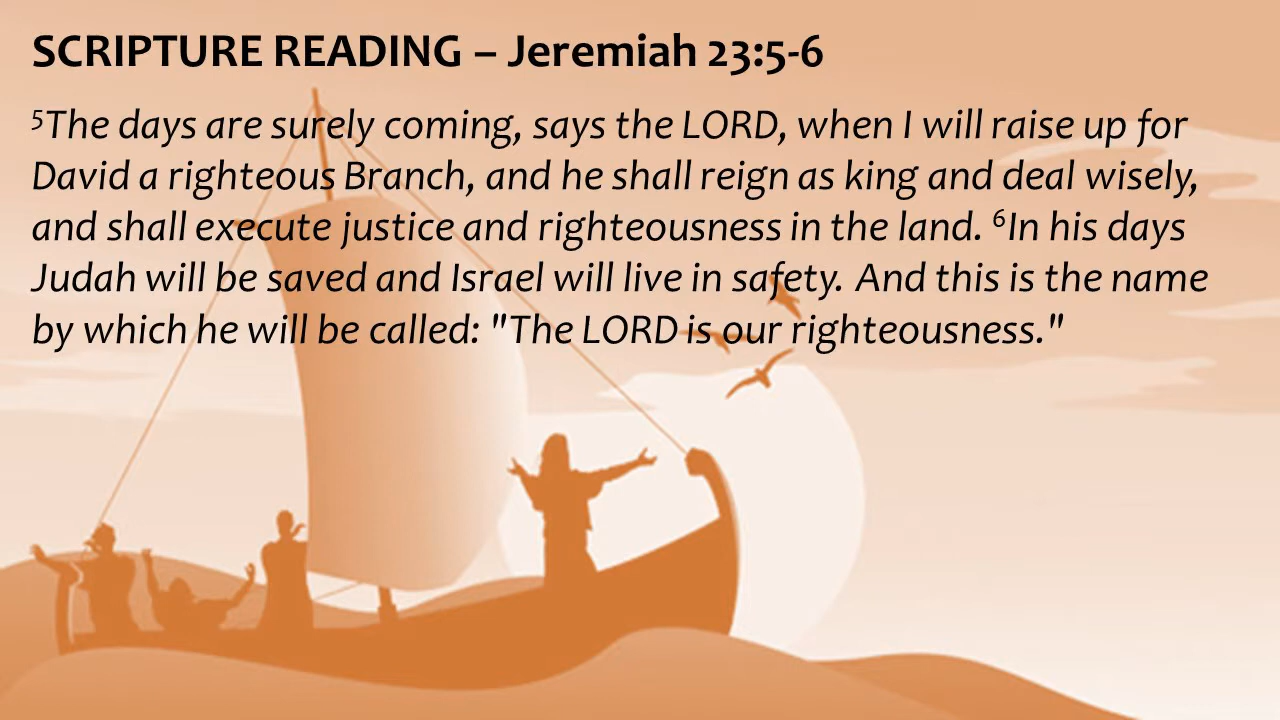 SCRIPTURE READING – Jeremiah 23:5-6
⁵The days are surely coming, says the LORD, when I will raise up for
David a righteous Branch, and he shall reign as king and deal wisely,
and shall execute justice and righteousness in the land. ⁶In his days
Judah will be saved and Israel will live in safety. And this is the name
by which he will be called: "The LORD is our righteousness."